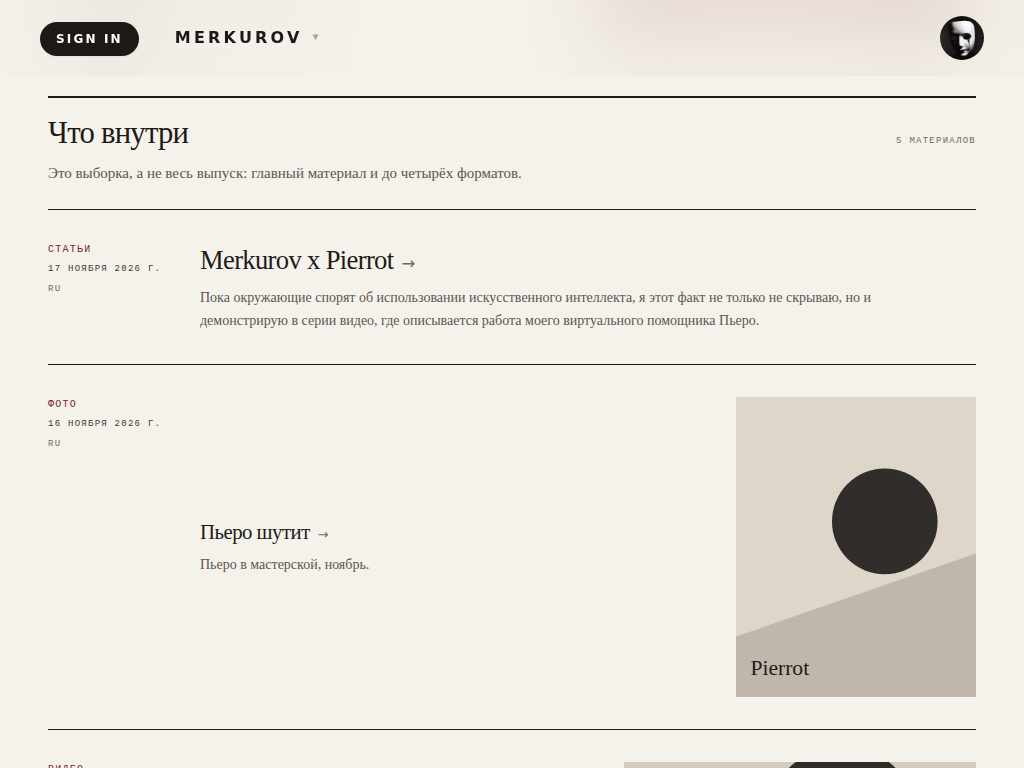 SIGN IN
MERKUROV
Что внутри
5 МАТЕРИАЛОВ
Это выборка, а не весь выпуск: главный материал и до четырёх форматов.
СТАТЬИ
17 НОЯБРЯ 2026 Г.
RU
Merkurov x Pierrot →
Пока окружающие спорят об использовании искусственного интеллекта, я этот факт не только не скрываю, но и
демонстрирую в серии видео, где описывается работа моего виртуального помощника Пьеро.
ФОТО
16 НОЯБРЯ 2026 Г.
RU
Пьеро шутит →
Пьеро в мастерской, ноябрь.
Pierrot
ВИДЕО